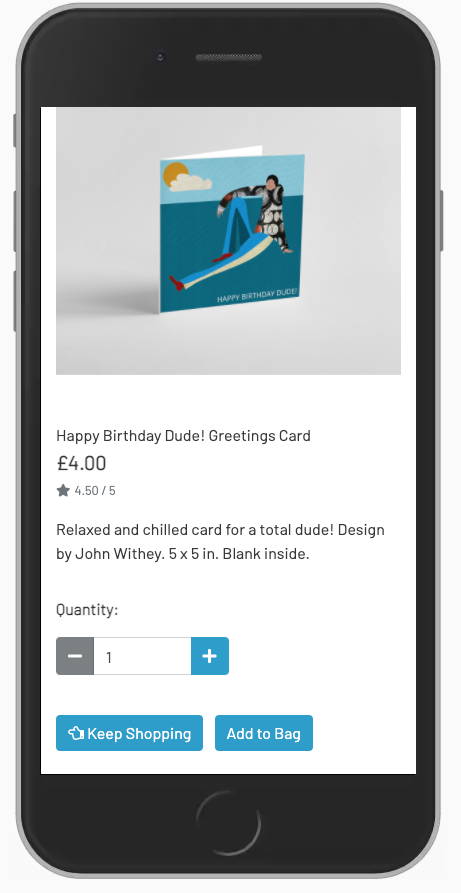 HAPPY BIRTHDAY DUDE!
Happy Birthday Dude! Greetings Card
£4.00
4.50 / 5
Relaxed and chilled card for a total dude! Design
by John Withey. 5 x 5 in. Blank inside.
Quantity:
1
Keep Shopping
Add to Bag